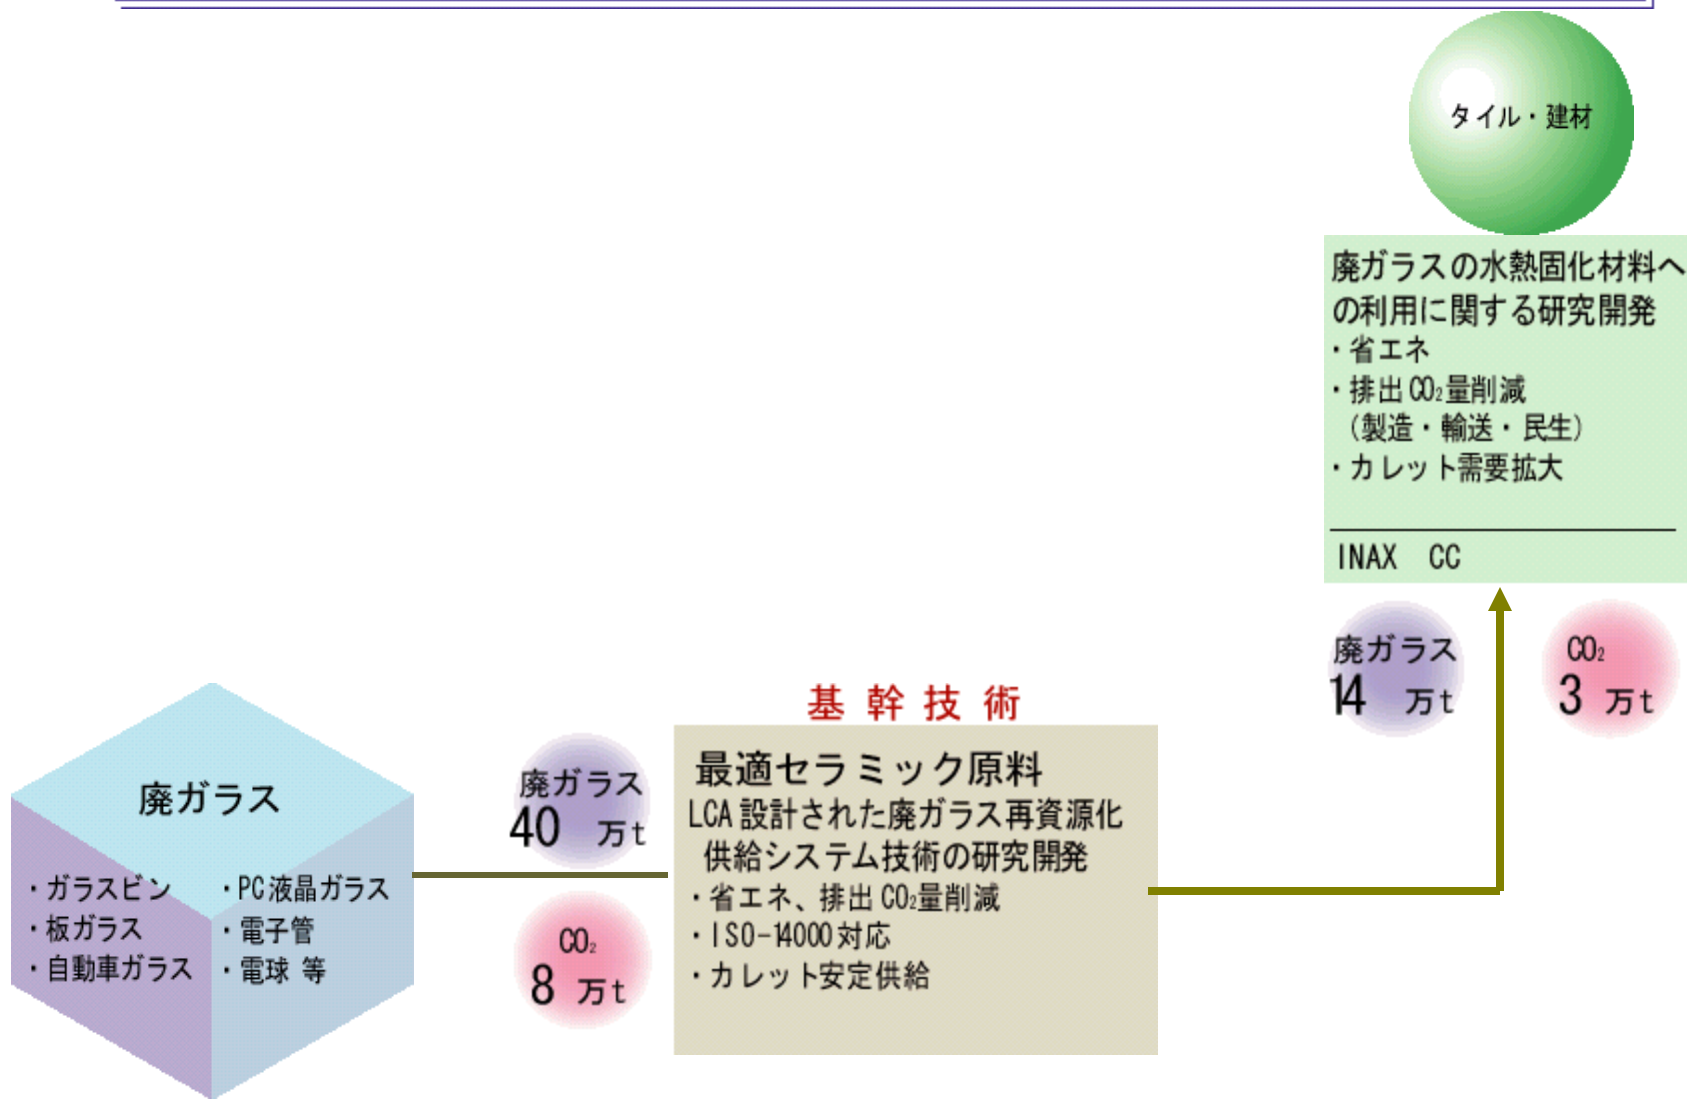 タイル・建材
廃ガラスの水熱固化材料へ
の利用に関する研究開発
・省エネ
・排出CO₂量削減
（製造・輸送・民生）
・カレット需要拡大
INAX CC
廃ガラス
14 万t
CO₂
3 万t
基幹技術
最適セラミック原料
LCA設計された廃ガラス再資源化
供給システム技術の研究開発
・省エネ、排出CO₂量削減
・ISO-14000対応
・カレット安定供給
廃ガラス
40 万t
CO₂
8 万t
廃ガラス
・ガラスビン
・板ガラス
・自動車ガラス
・PC液晶ガラス
・電子管
・電球 等